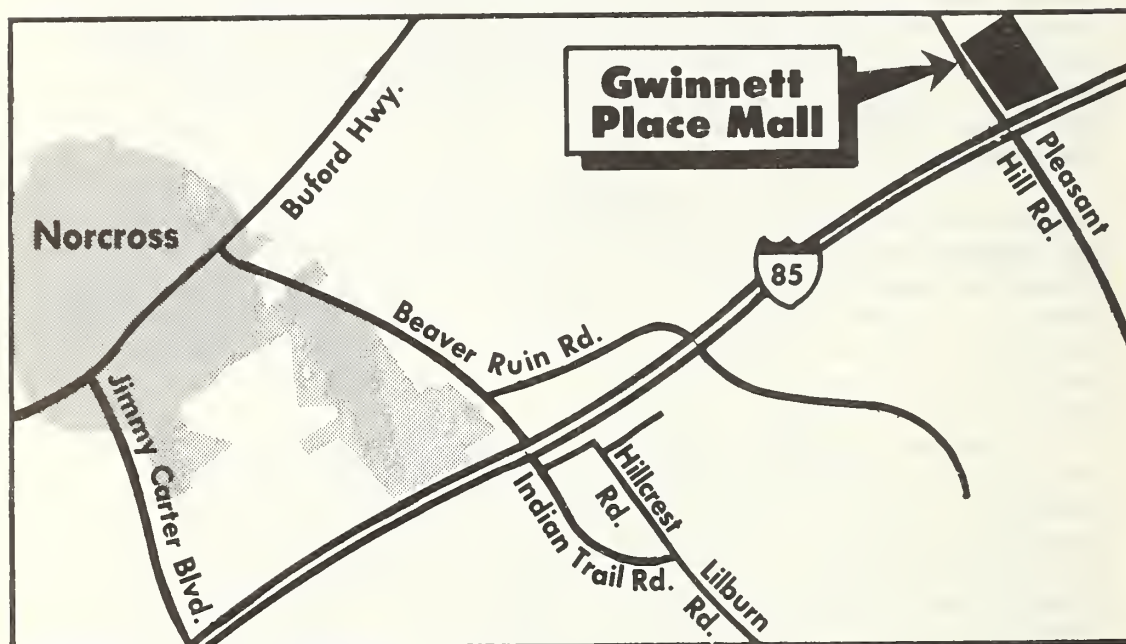 Gwinnett
Place Mall
Buford Hwy.
Pleasant
Hill Rd.
Norcross
85
Beaver Ruin Rd.
Jimmy Carter Blvd.
Hillcrest
Rd.
Indian Trail Rd.
Lilburn
Rd.